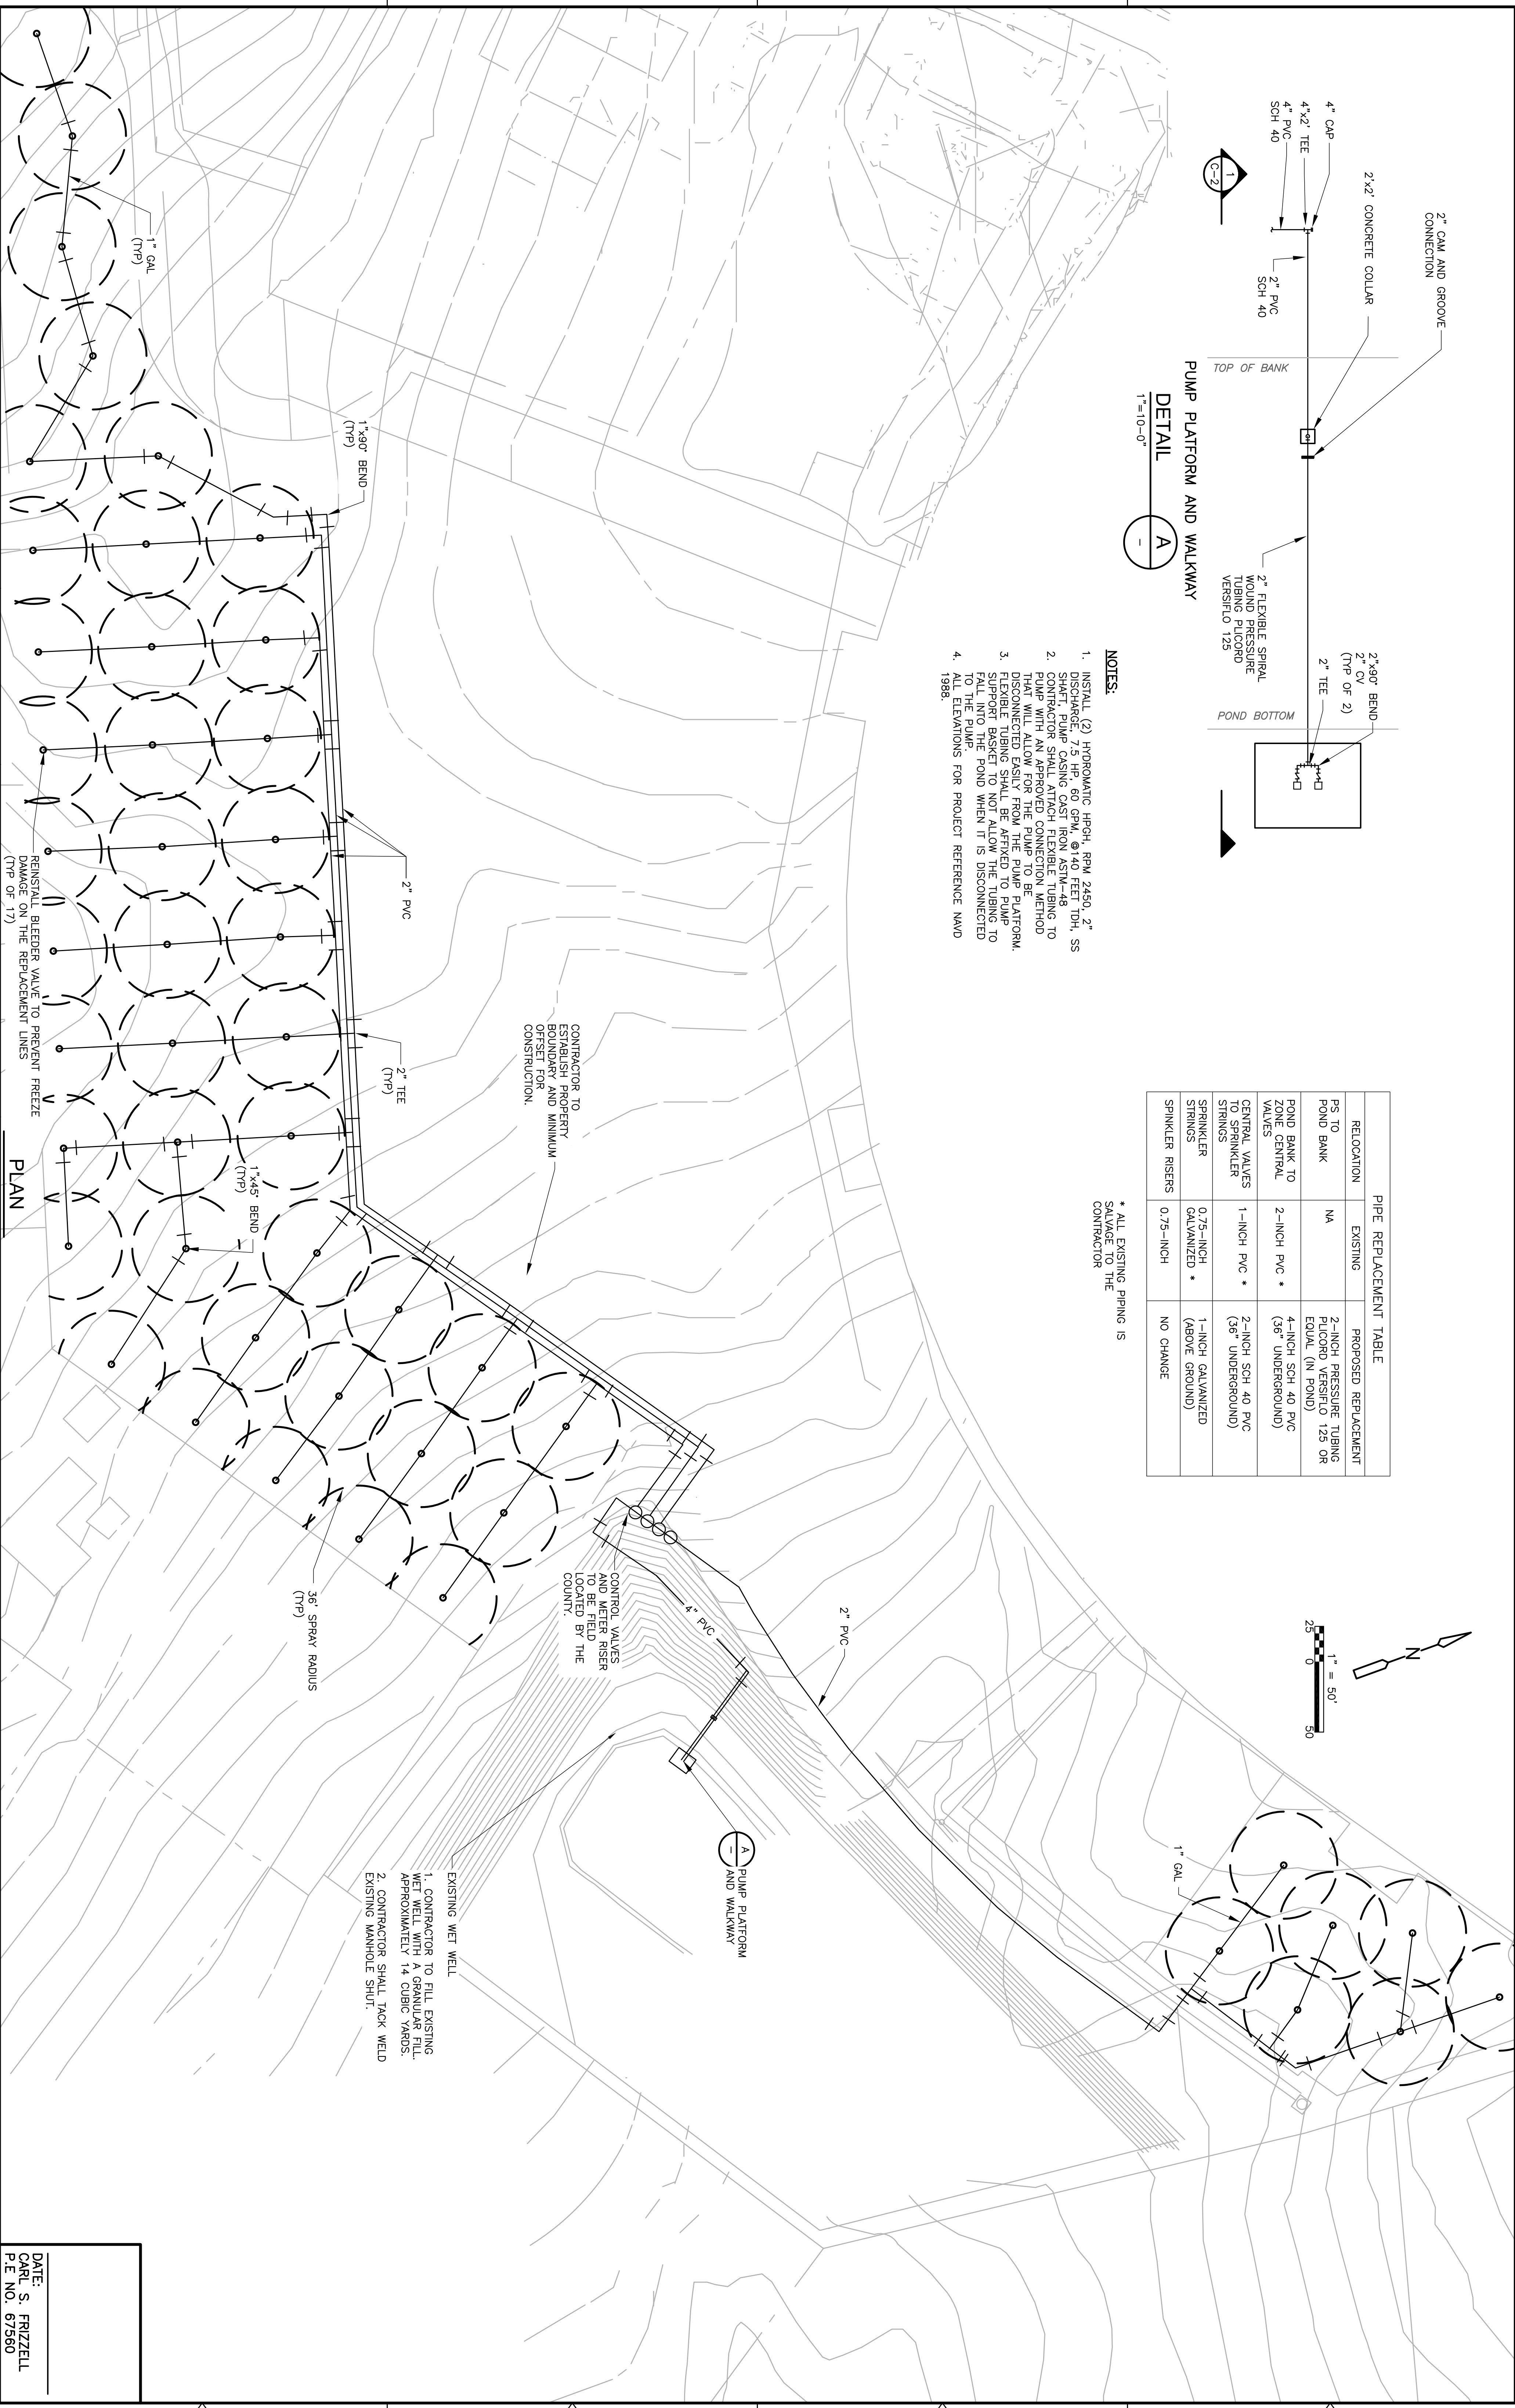 4" CAP
4"x2' TEE
4" PVC
SCH 40
2'x2' CONCRETE COLLAR
2" CAM AND GROOVE
CONNECTION
1
C-2
2" PVC
SCH 40
TOP OF BANK
2" FLEXIBLE SPIRAL
WOUND PRESSURE
TUBING PLICORD
VERSIFLO 125
2"x90° BEND
2" CV
(TYP OF 2)
2" TEE
POND BOTTOM
PUMP PLATFORM AND WALKWAY
DETAIL
1"=10-0"
A
-
NOTES:
1. INSTALL (2) HYDROMATIC HPGH, RPM 2450, 2"
DISCHARGE, 7.5 HP, 60 GPM, @140 FEET TDH, SS
SHAFT, PUMP CASING CAST IRON ASTM-48
2. CONTRACTOR SHALL ATTACH FLEXIBLE TUBING TO
PUMP WITH AN APPROVED CONNECTION METHOD
THAT WILL ALLOW FOR THE PUMP TO BE
DISCONNECTED EASILY FROM THE PUMP PLATFORM.
3. FLEXIBLE TUBING SHALL BE AFFIXED TO PUMP
SUPPORT BASKET TO NOT ALLOW THE TUBING TO
FALL INTO THE POND WHEN IT IS DISCONNECTED
TO THE PUMP.
4. ALL ELEVATIONS FOR PROJECT REFERENCE NAVD
1988.
PIPE REPLACEMENT TABLE
RELOCATION EXISTING PROPOSED REPLACEMENT
PS TO
POND BANK
NA
2-INCH PRESSURE TUBING
PLICORD VERSIFLO 125 OR
EQUAL (IN POND)
POND BANK TO
ZONE CENTRAL
VALVES
2-INCH PVC *
4-INCH SCH 40 PVC
(36" UNDERGROUND)
CENTRAL VALVES
TO SPRINKLER
STRINGS
1-INCH PVC *
2-INCH SCH 40 PVC
(36" UNDERGROUND)
SPRINKLER
STRINGS
0.75-INCH
GALVANIZED *
1-INCH GALVANIZED
(ABOVE GROUND)
SPINKLER RISERS
0.75-INCH
NO CHANGE
* ALL EXISTING PIPING IS
SALVAGE TO THE
CONTRACTOR
N
1" = 50'
25 0 50
1" GAL
(TYP)
1"x90° BEND
(TYP)
2" PVC
REINSTALL BLEEDER VALVE TO PREVENT FREEZE
DAMAGE ON THE REPLACEMENT LINES
(TYP OF 17)
2" TEE
(TYP)
CONTRACTOR TO
ESTABLISH PROPERTY
BOUNDARY AND MINIMUM
OFFSET FOR
CONSTRUCTION.
1"x45° BEND
(TYP)
PLAN
36' SPRAY RADIUS
(TYP)
CONTROL VALVES
AND METER RISER
TO BE FIELD
LOCATED BY THE
COUNTY.
4" PVC
2" PVC
A
-
PUMP PLATFORM
AND WALKWAY
1" GAL
EXISTING WET WELL
1. CONTRACTOR TO FILL EXISTING
WET WELL WITH A GRANULAR FILL.
APPROXIMATELY 14 CUBIC YARDS.
2. CONTRACTOR SHALL TACK WELD
EXISTING MANHOLE SHUT.
DATE:
CARL S. FRIZZELL
P.E NO. 67560